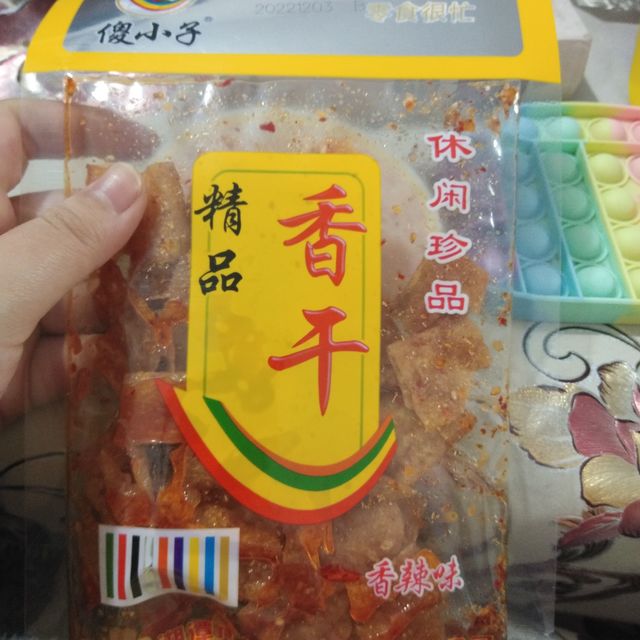 20221203 B
零食很忙
傻小子
精品
香干
休闲珍品
香辣味